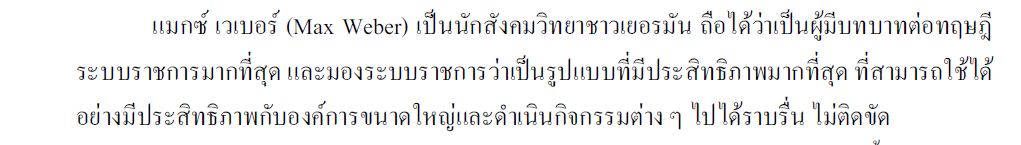 แมกซ์ เวเบอร์ (Max Weber) เป็นนักสังคมวิทยาชาวเยอรมัน ถือได้ว่าเป็นผู้มีบทบาทต่อทฤษฎี
ระบบราชการมากที่สุด และมองระบบราชการว่าเป็นรูปแบบที่มีประสิทธิภาพมากที่สุด ที่สามารถใช้ได้
อย่างมีประสิทธิภาพกับองค์การขนาดใหญ่และดำเนินกิจกรรมต่าง ๆ ไปได้ราบรื่น ไม่ติดขัด